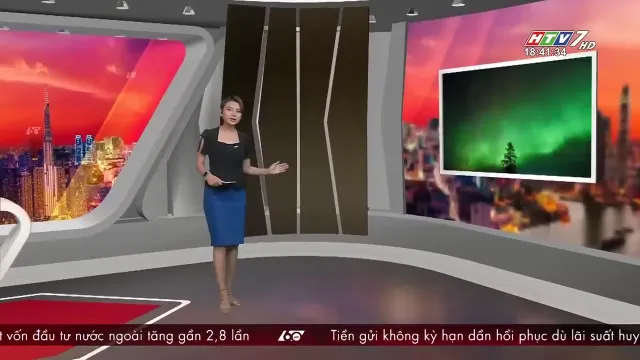 HTV7 HD
18:41:34
t vốn đầu tư nước ngoài tăng gần 2,8 lần
60
Tiền gửi không kỳ hạn dần hồi phục dù lãi suất huy